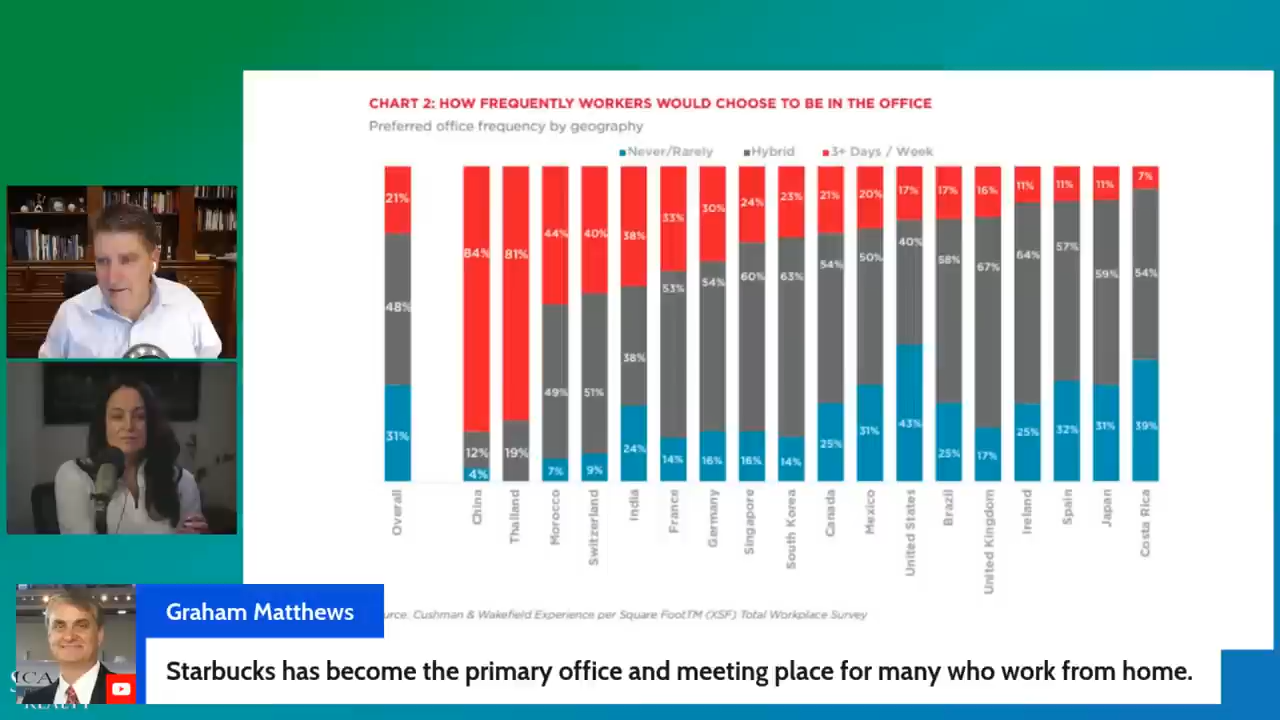 CHART 2: HOW FREQUENTLY WORKERS WOULD CHOOSE TO BE IN THE OFFICE
Preferred office frequency by geography
Never/Rarely Hybrid 3+ Days / Week
21% 84% 81% 44% 40% 38% 33% 30% 24% 23% 21% 20% 17% 17% 16% 11% 11% 11% 7%
48% 12% 19% 49% 51% 38% 53% 54% 60% 63% 54% 50% 40% 58% 67% 64% 57% 59% 54%
31% 4% 7% 9% 24% 14% 16% 16% 14% 25% 31% 43% 25% 17% 25% 32% 31% 39%
Overall China Thailand Morocco Switzerland India France Germany Singapore South Korea Canada Mexico United States Brazil United Kingdom Ireland Spain Japan Costa Rica
Cushman & Wakefield Experience per Square FootTM (XSF) Total Workplace Survey
Graham Matthews
Starbucks has become the primary office and meeting place for many who work from home.